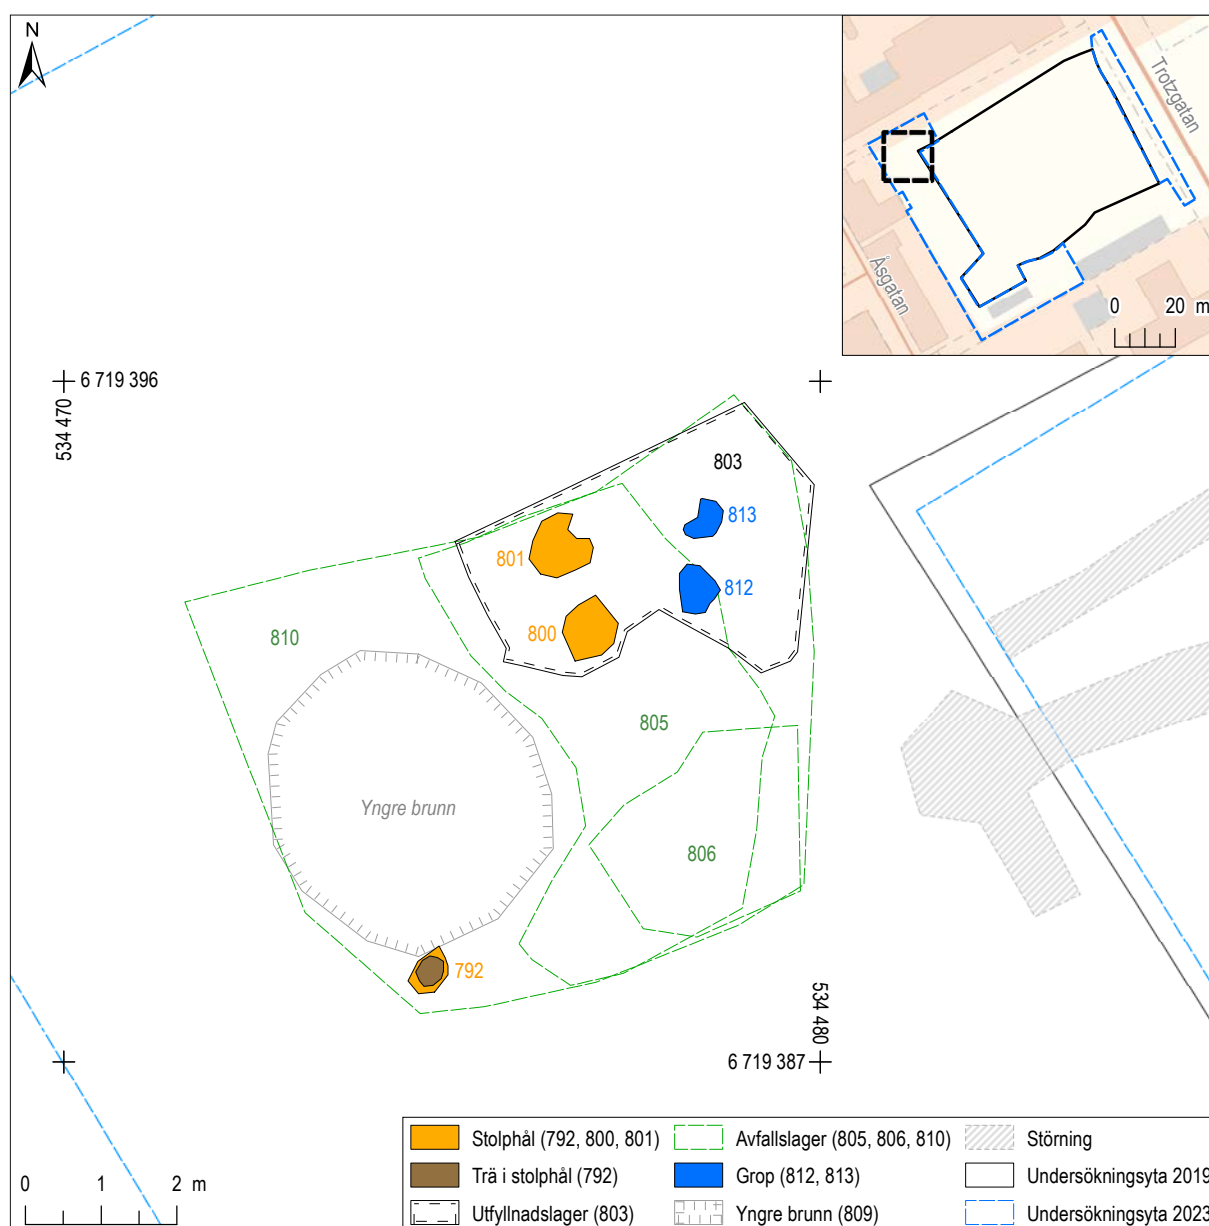 N
Trotzgatan
Åsgatan
0 20 m
6 719 396
534 470
803
813
801
812
800
810
805
Yngre brunn
806
792
534 480
6 719 387
Stolphål (792, 800, 801)
Avfallslager (805, 806, 810)
Störning
Trä i stolphål (792)
Grop (812, 813)
Undersökningsyta 2019
Utfyllnadslager (803)
Yngre brunn (809)
Undersökningsyta 2023
0 1 2 m